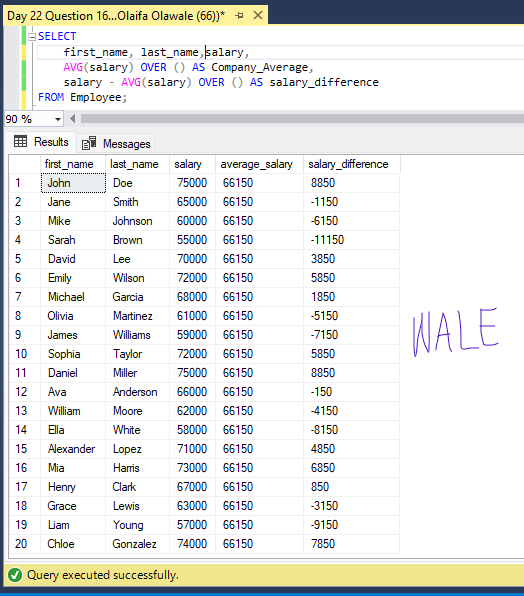 Day 22 Question 16...Olaifa Olawale (66))*
SELECT
first_name, last_name,salary,
AVG(salary) OVER () AS Company_Average,
salary - AVG(salary) OVER () AS salary_difference
FROM Employee;
90 %
Results Messages
first_name last_name salary average_salary salary_difference
1 John Doe 75000 66150 8850
2 Jane Smith 65000 66150 -1150
3 Mike Johnson 60000 66150 -6150
4 Sarah Brown 55000 66150 -11150
5 David Lee 70000 66150 3850
6 Emily Wilson 72000 66150 5850
7 Michael Garcia 68000 66150 1850
8 Olivia Martinez 61000 66150 -5150
9 James Williams 59000 66150 -7150
10 Sophia Taylor 72000 66150 5850
11 Daniel Miller 75000 66150 8850
12 Ava Anderson 66000 66150 -150
13 William Moore 62000 66150 -4150
14 Ella White 58000 66150 -8150
15 Alexander Lopez 71000 66150 4850
16 Mia Harris 73000 66150 6850
17 Henry Clark 67000 66150 850
18 Grace Lewis 63000 66150 -3150
19 Liam Young 57000 66150 -9150
20 Chloe Gonzalez 74000 66150 7850
WALE
Query executed successfully.